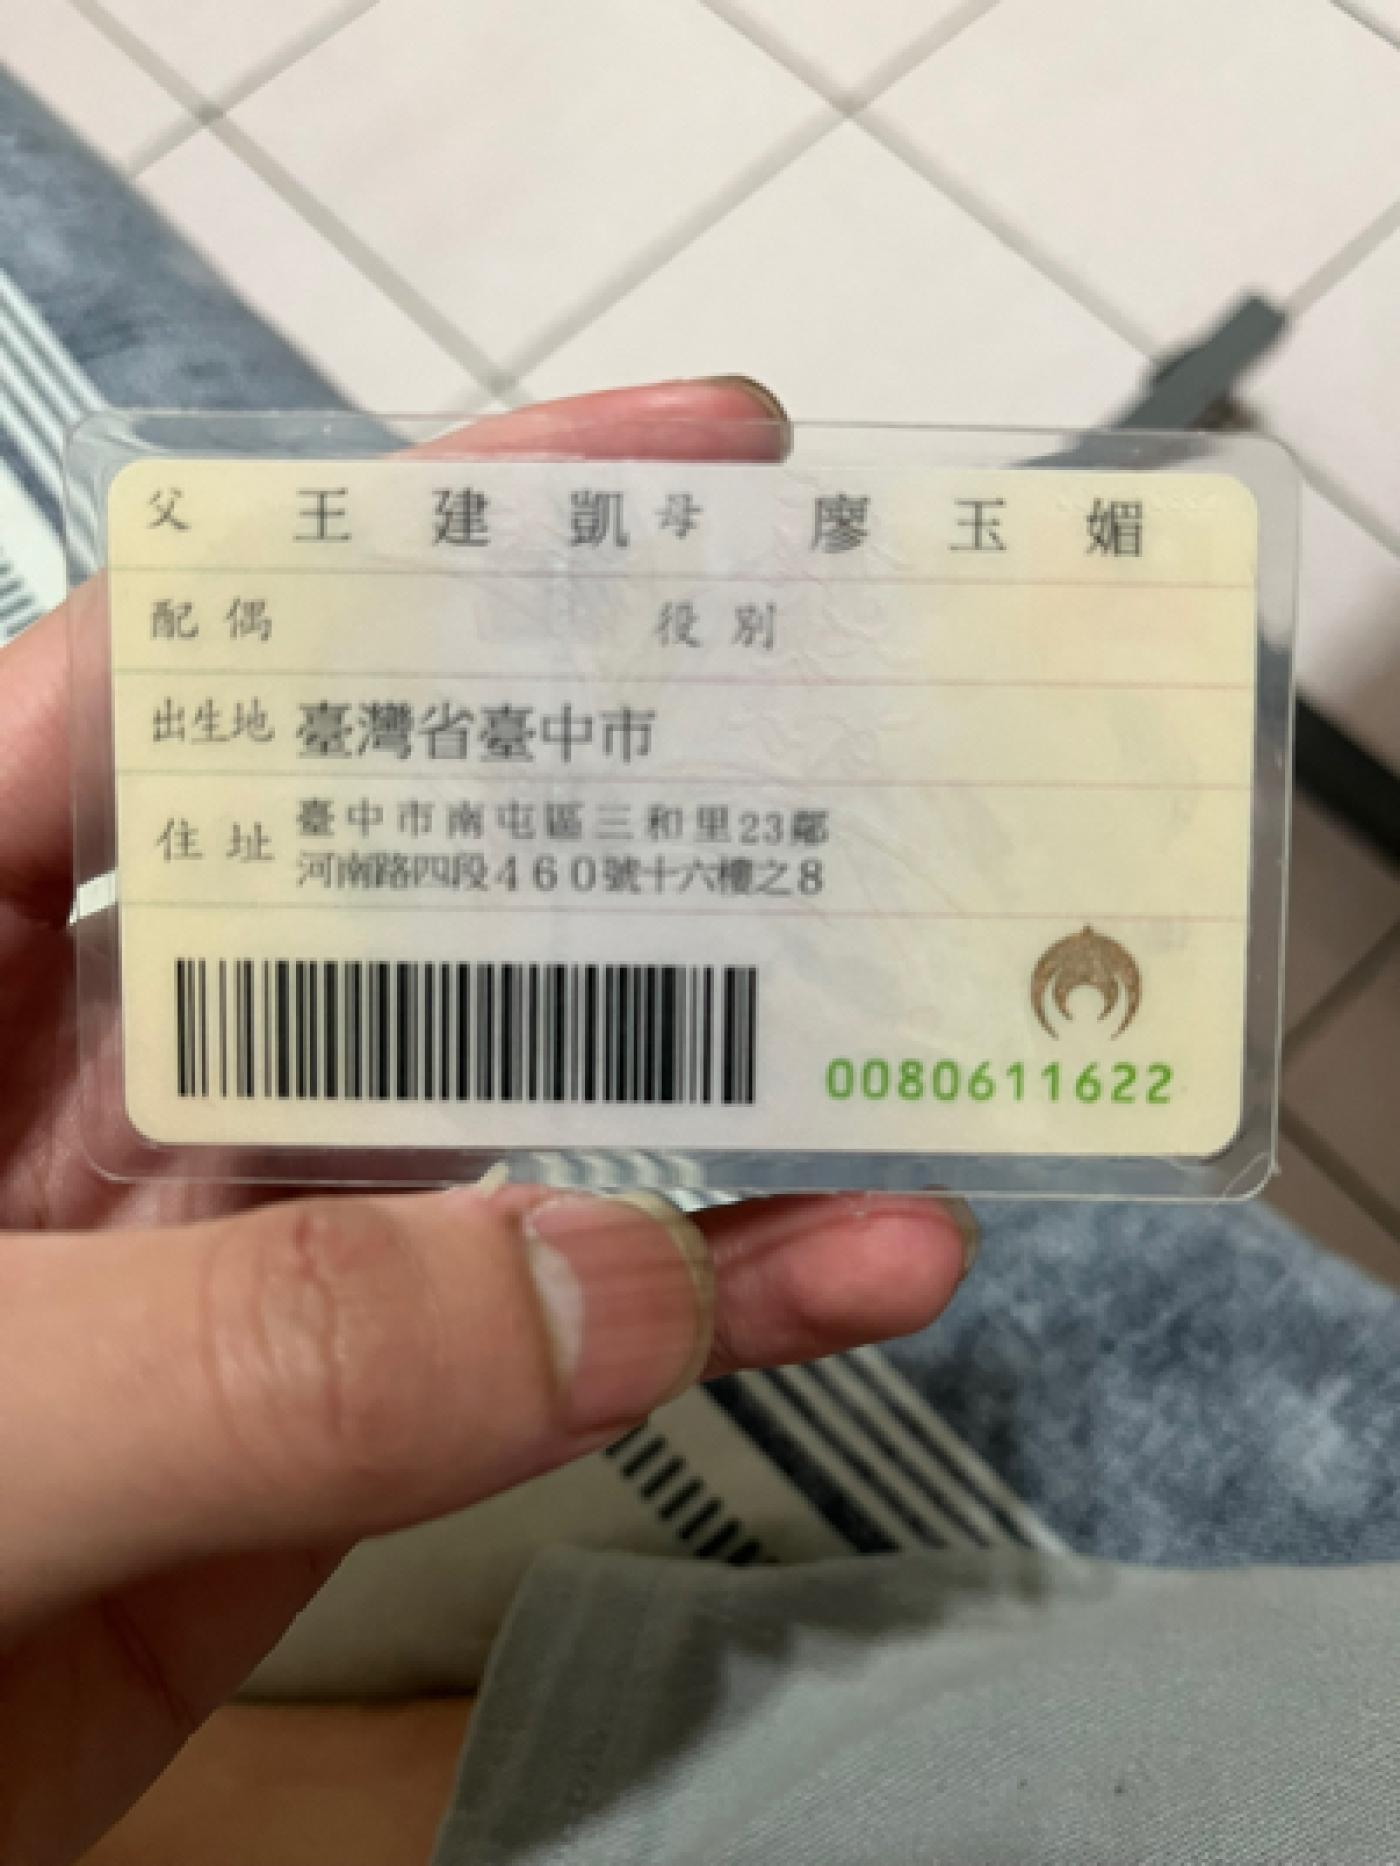 父 王建凱 母 廖玉媚
配偶 役別
出生地 臺灣省臺中市
住址 臺中市南屯區三和里23鄰
河南路四段460號十六樓之8
0080611622